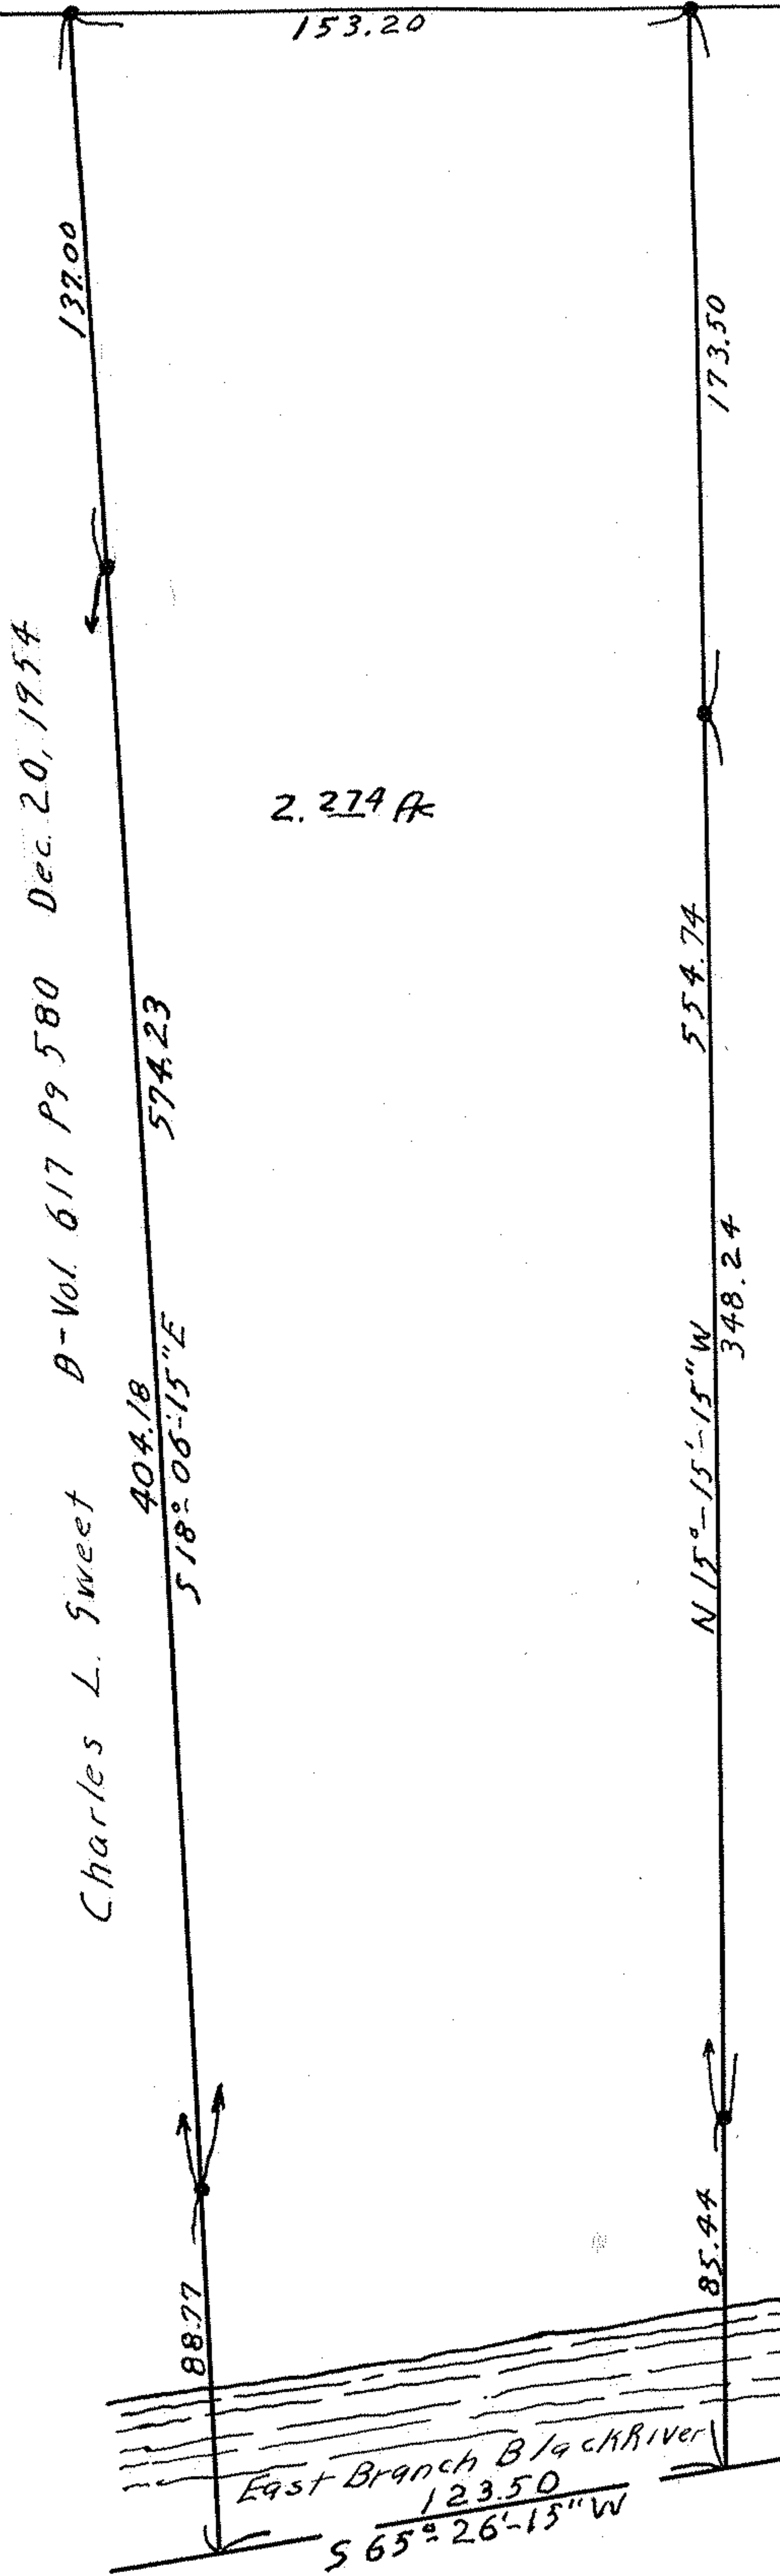 153.20
137.00
173.50
Charles L. Sweet B-Vol. 617 Pg 580 Dec. 20, 1954
2.274 Ac
574.23
554.74
404.18
S 18°-06'-15" E
N 15°-15'-15" W
348.24
88.77
85.44
East Branch Black River
123.50
S 65°-26'-15" W